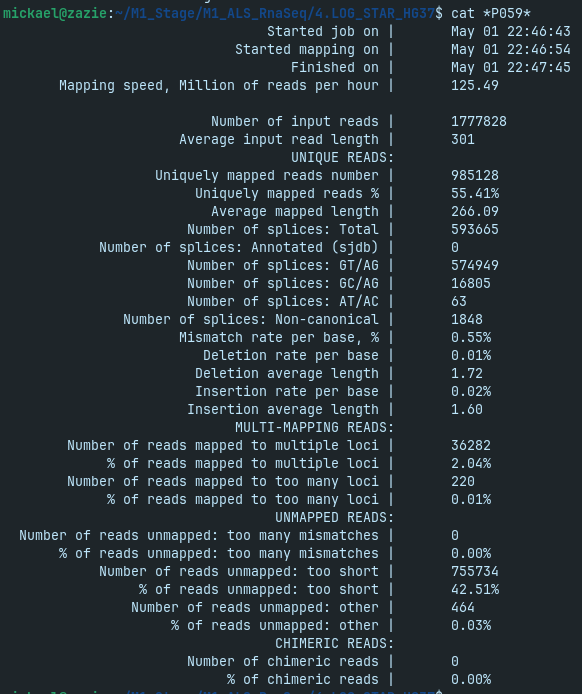 mickael@zazie:~/M1_Stage/M1_ALS_RnaSeq/4.LOG_STAR_HG37$ cat *P059*
Started job on | May 01 22:46:43
Started mapping on | May 01 22:46:54
Finished on | May 01 22:47:45
Mapping speed, Million of reads per hour | 125.49
Number of input reads | 1777828
Average input read length | 301
UNIQUE READS:
Uniquely mapped reads number | 985128
Uniquely mapped reads % | 55.41%
Average mapped length | 266.09
Number of splices: Total | 593665
Number of splices: Annotated (sjdb) | 0
Number of splices: GT/AG | 574949
Number of splices: GC/AG | 16805
Number of splices: AT/AC | 63
Number of splices: Non-canonical | 1848
Mismatch rate per base, % | 0.55%
Deletion rate per base | 0.01%
Deletion average length | 1.72
Insertion rate per base | 0.02%
Insertion average length | 1.60
MULTI-MAPPING READS:
Number of reads mapped to multiple loci | 36282
% of reads mapped to multiple loci | 2.04%
Number of reads mapped to too many loci | 220
% of reads mapped to too many loci | 0.01%
UNMAPPED READS:
Number of reads unmapped: too many mismatches | 0
% of reads unmapped: too many mismatches | 0.00%
Number of reads unmapped: too short | 755734
% of reads unmapped: too short | 42.51%
Number of reads unmapped: other | 464
% of reads unmapped: other | 0.03%
CHIMERIC READS:
Number of chimeric reads | 0
% of chimeric reads | 0.00%